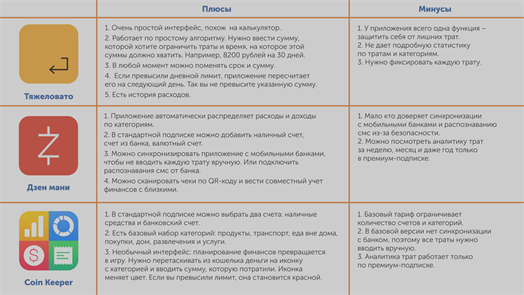 Плюсы
Минусы
Тяжеловато
1. Очень простой интерфейс, похож на калькулятор.
2. Работает по простому алгоритму. Нужно ввести сумму,
которой хотите ограничить траты и время, на которое этой
суммы должно хватить. Например, 8200 рублей на 30 дней.
3. В любой момент можно поменять срок и сумму.
4. Если превысили дневной лимит, приложение пересчитает
его на следующий день. Так вы не превысите указанную сумму.
5. Есть история расходов.
1. У приложения всего одна функция –
защитить себя от лишних трат.
2. Не дает подробную статистику
по тратам и категориям.
3. Нужно фиксировать каждую трату.
Дзен мани
1. Приложение автоматически распределяет расходы и доходы
по категориям.
2. В стандартной подписке можно добавить наличный счет,
счет из банка, валютный счет.
3. Можно синхронизировать приложение с мобильными банками,
чтобы не вводить каждую трату вручную. Или подключить
распознавания смс от банка.
4. Можно сканировать чеки по QR-коду и вести совместный учет
финансов с близкими.
1. Мало кто доверяет синхронизации
с мобильными банками и распознаванию
смс из-за безопасности.
2. Можно посмотреть аналитику трат
за неделю, месяц и даже год только
в премиум-подписке.
Coin Keeper
1. В стандартной подписке можно выбрать два счета: наличные
средства и банковский счет.
2. Есть базовый набор категорий: продукты, транспорт, еда вне дома,
покупки, дом, развлечения и услуги.
3. Необычный интерфейс: планирование финансов превращается
в игру. Нужно перетаскивать из кошелька деньги на иконку
с категорией и вводить сумму, которую потратили. Иконка
меняет цвет. Если вы превысили лимит, она становится красной.
1. Базовый тариф ограничивает
количество счетов и категорий.
2. В базовой версии нет синхронизации
с банком, поэтому все траты нужно
вводить вручную.
3. Аналитика трат работает только
по премиум-подписке.